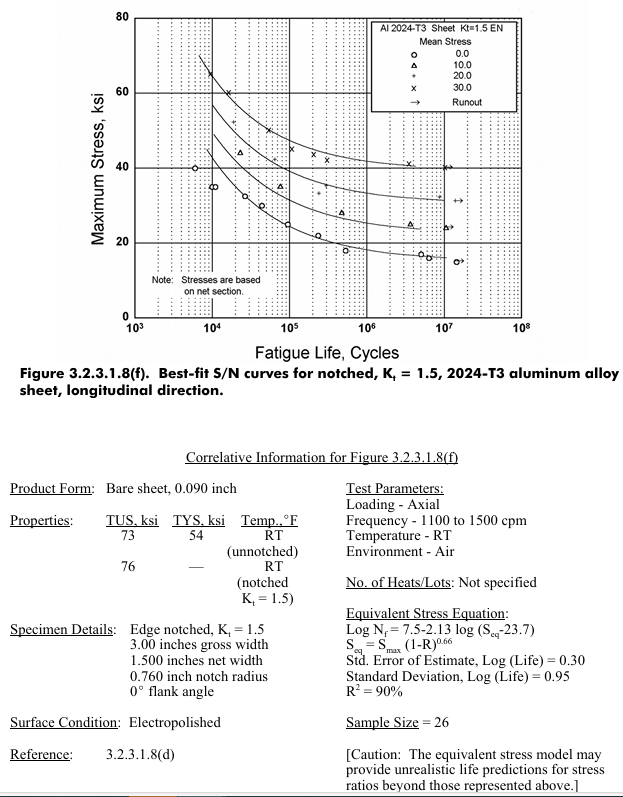 Al 2024-T3 Sheet Kt=1.5 EN
Mean Stress
0.0
10.0
20.0
30.0
Runout
Maximum Stress, ksi
80
60
40
20
0
Note: Stresses are based
on net section.
10³ 10⁴ 10⁵ 10⁶ 10⁷ 10⁸
Fatigue Life, Cycles
Figure 3.2.3.1.8(f). Best-fit S/N curves for notched, Kt = 1.5, 2024-T3 aluminum alloy
sheet, longitudinal direction.
Correlative Information for Figure 3.2.3.1.8(f)
Product Form: Bare sheet, 0.090 inch
Properties: TUS, ksi TYS, ksi Temp.,°F
73 54 RT
(unnotched)
76 — RT
(notched
Kt = 1.5)
Specimen Details: Edge notched, Kt = 1.5
3.00 inches gross width
1.500 inches net width
0.760 inch notch radius
0° flank angle
Surface Condition: Electropolished
Reference: 3.2.3.1.8(d)
Test Parameters:
Loading - Axial
Frequency - 1100 to 1500 cpm
Temperature - RT
Environment - Air
No. of Heats/Lots: Not specified
Equivalent Stress Equation:
Log Nf = 7.5-2.13 log (Seq-23.7)
Seq = Smax (1-R)^0.66
Std. Error of Estimate, Log (Life) = 0.30
Standard Deviation, Log (Life) = 0.95
R² = 90%
Sample Size = 26
[Caution: The equivalent stress model may
provide unrealistic life predictions for stress
ratios beyond those represented above.]